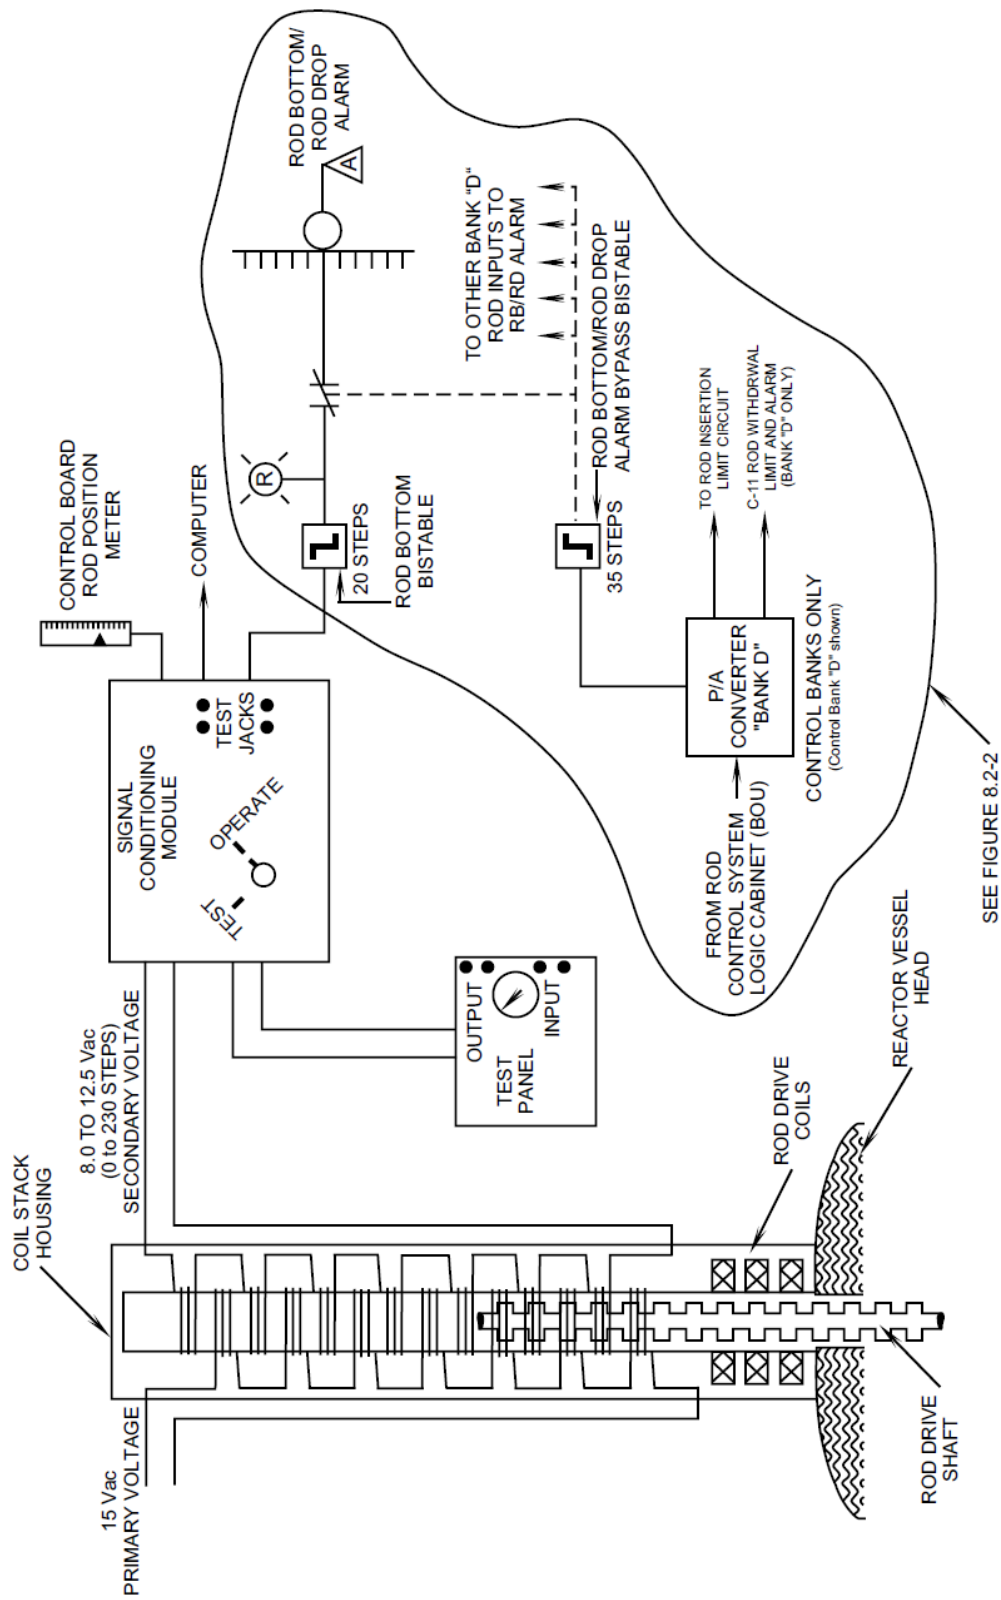 COIL STACK
HOUSING
15 Vac
PRIMARY VOLTAGE
8.0 TO 12.5 Vac
(0 to 230 STEPS)
SECONDARY VOLTAGE
SIGNAL
CONDITIONING
MODULE
TEST
OPERATE
TEST
JACKS
CONTROL BOARD
ROD POSITION
METER
COMPUTER
R
20 STEPS
ROD BOTTOM
BISTABLE
ROD BOTTOM/
ROD DROP
ALARM
A
TO OTHER BANK "D"
ROD INPUTS TO
RB/RD ALARM
ROD BOTTOM/ROD DROP
ALARM BYPASS BISTABLE
35 STEPS
TO ROD INSERTION
LIMIT CIRCUIT
C-11 ROD WITHDRWAL
LIMIT AND ALARM
(BANK "D" ONLY)
P/A
CONVERTER
"BANK D"
CONTROL BANKS ONLY
(Control Bank "D" shown)
FROM ROD
CONTROL SYSTEM
LOGIC CABINET (BOU)
OUTPUT
INPUT
TEST
PANEL
ROD DRIVE
COILS
REACTOR VESSEL
HEAD
ROD DRIVE
SHAFT
SEE FIGURE 8.2-2